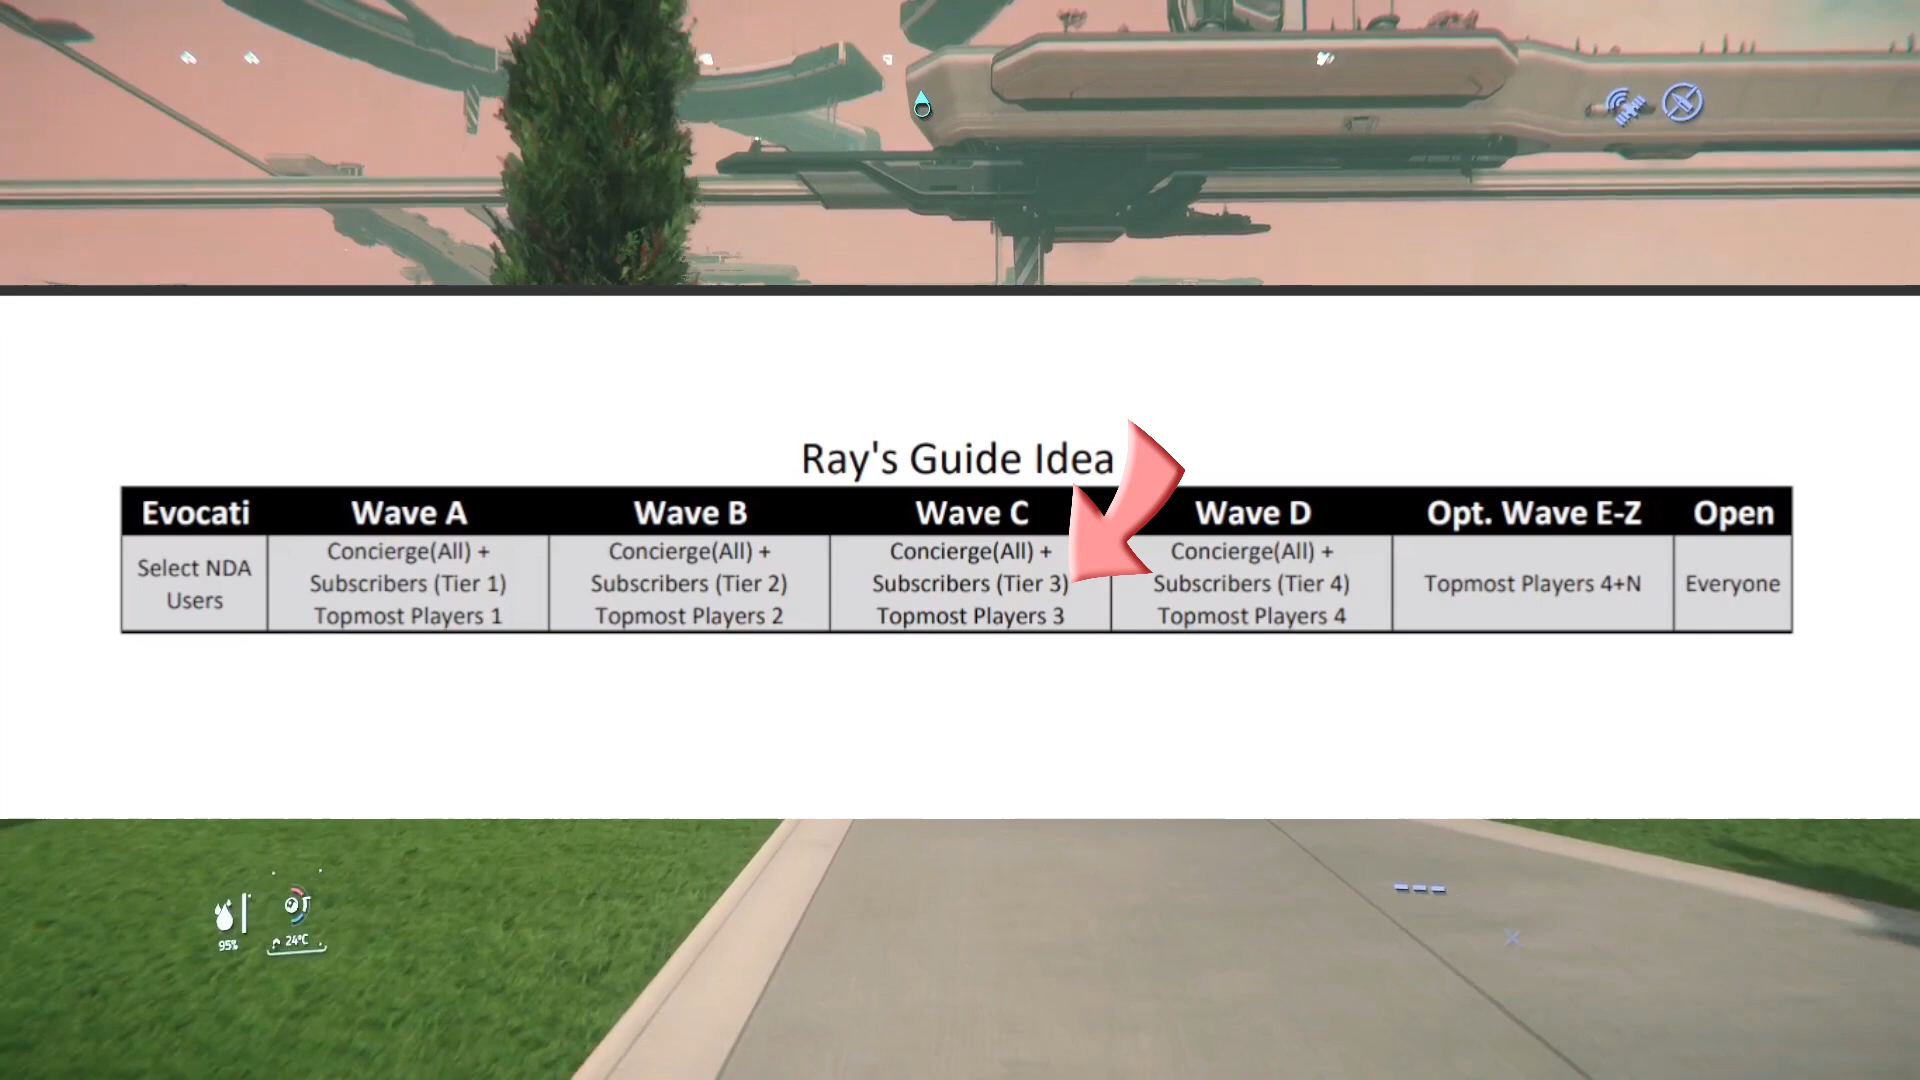 Ray's Guide Idea
Evocati
Wave A
Wave B
Wave C
Wave D
Opt. Wave E-Z
Open
Select NDA
Users
Concierge(All) +
Subscribers (Tier 1)
Topmost Players 1
Concierge(All) +
Subscribers (Tier 2)
Topmost Players 2
Concierge(All) +
Subscribers (Tier 3)
Topmost Players 3
Concierge(All) +
Subscribers (Tier 4)
Topmost Players 4
Topmost Players 4+N
Everyone
95%
24°C